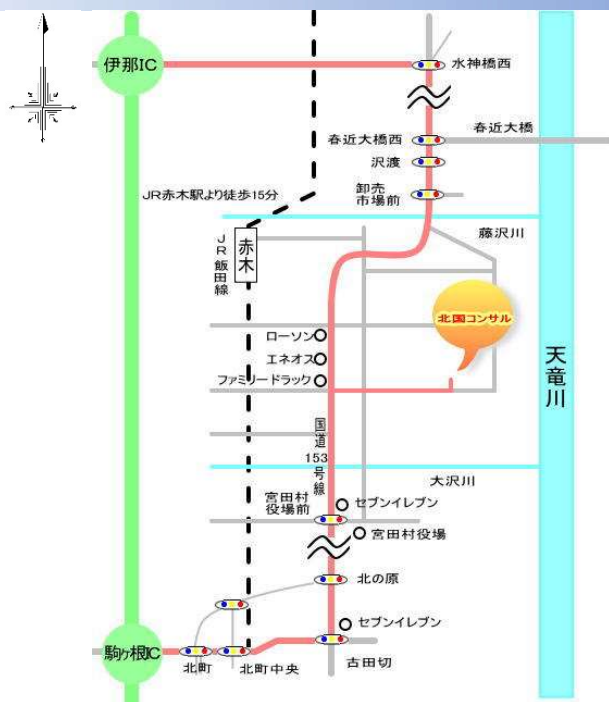 伊那IC
水神橋西
春近大橋西
春近大橋
沢渡
卸売
市場前
JR赤木駅より徒歩15分
藤沢川
赤木
JR飯田線
北国コンサル
ローソン
エネオス
ファミリードラック
天竜川
国道
153
号線
大沢川
宮田村
役場前
セブンイレブン
宮田村役場
北の原
セブンイレブン
駒ヶ根IC
北町
北町中央
古田切